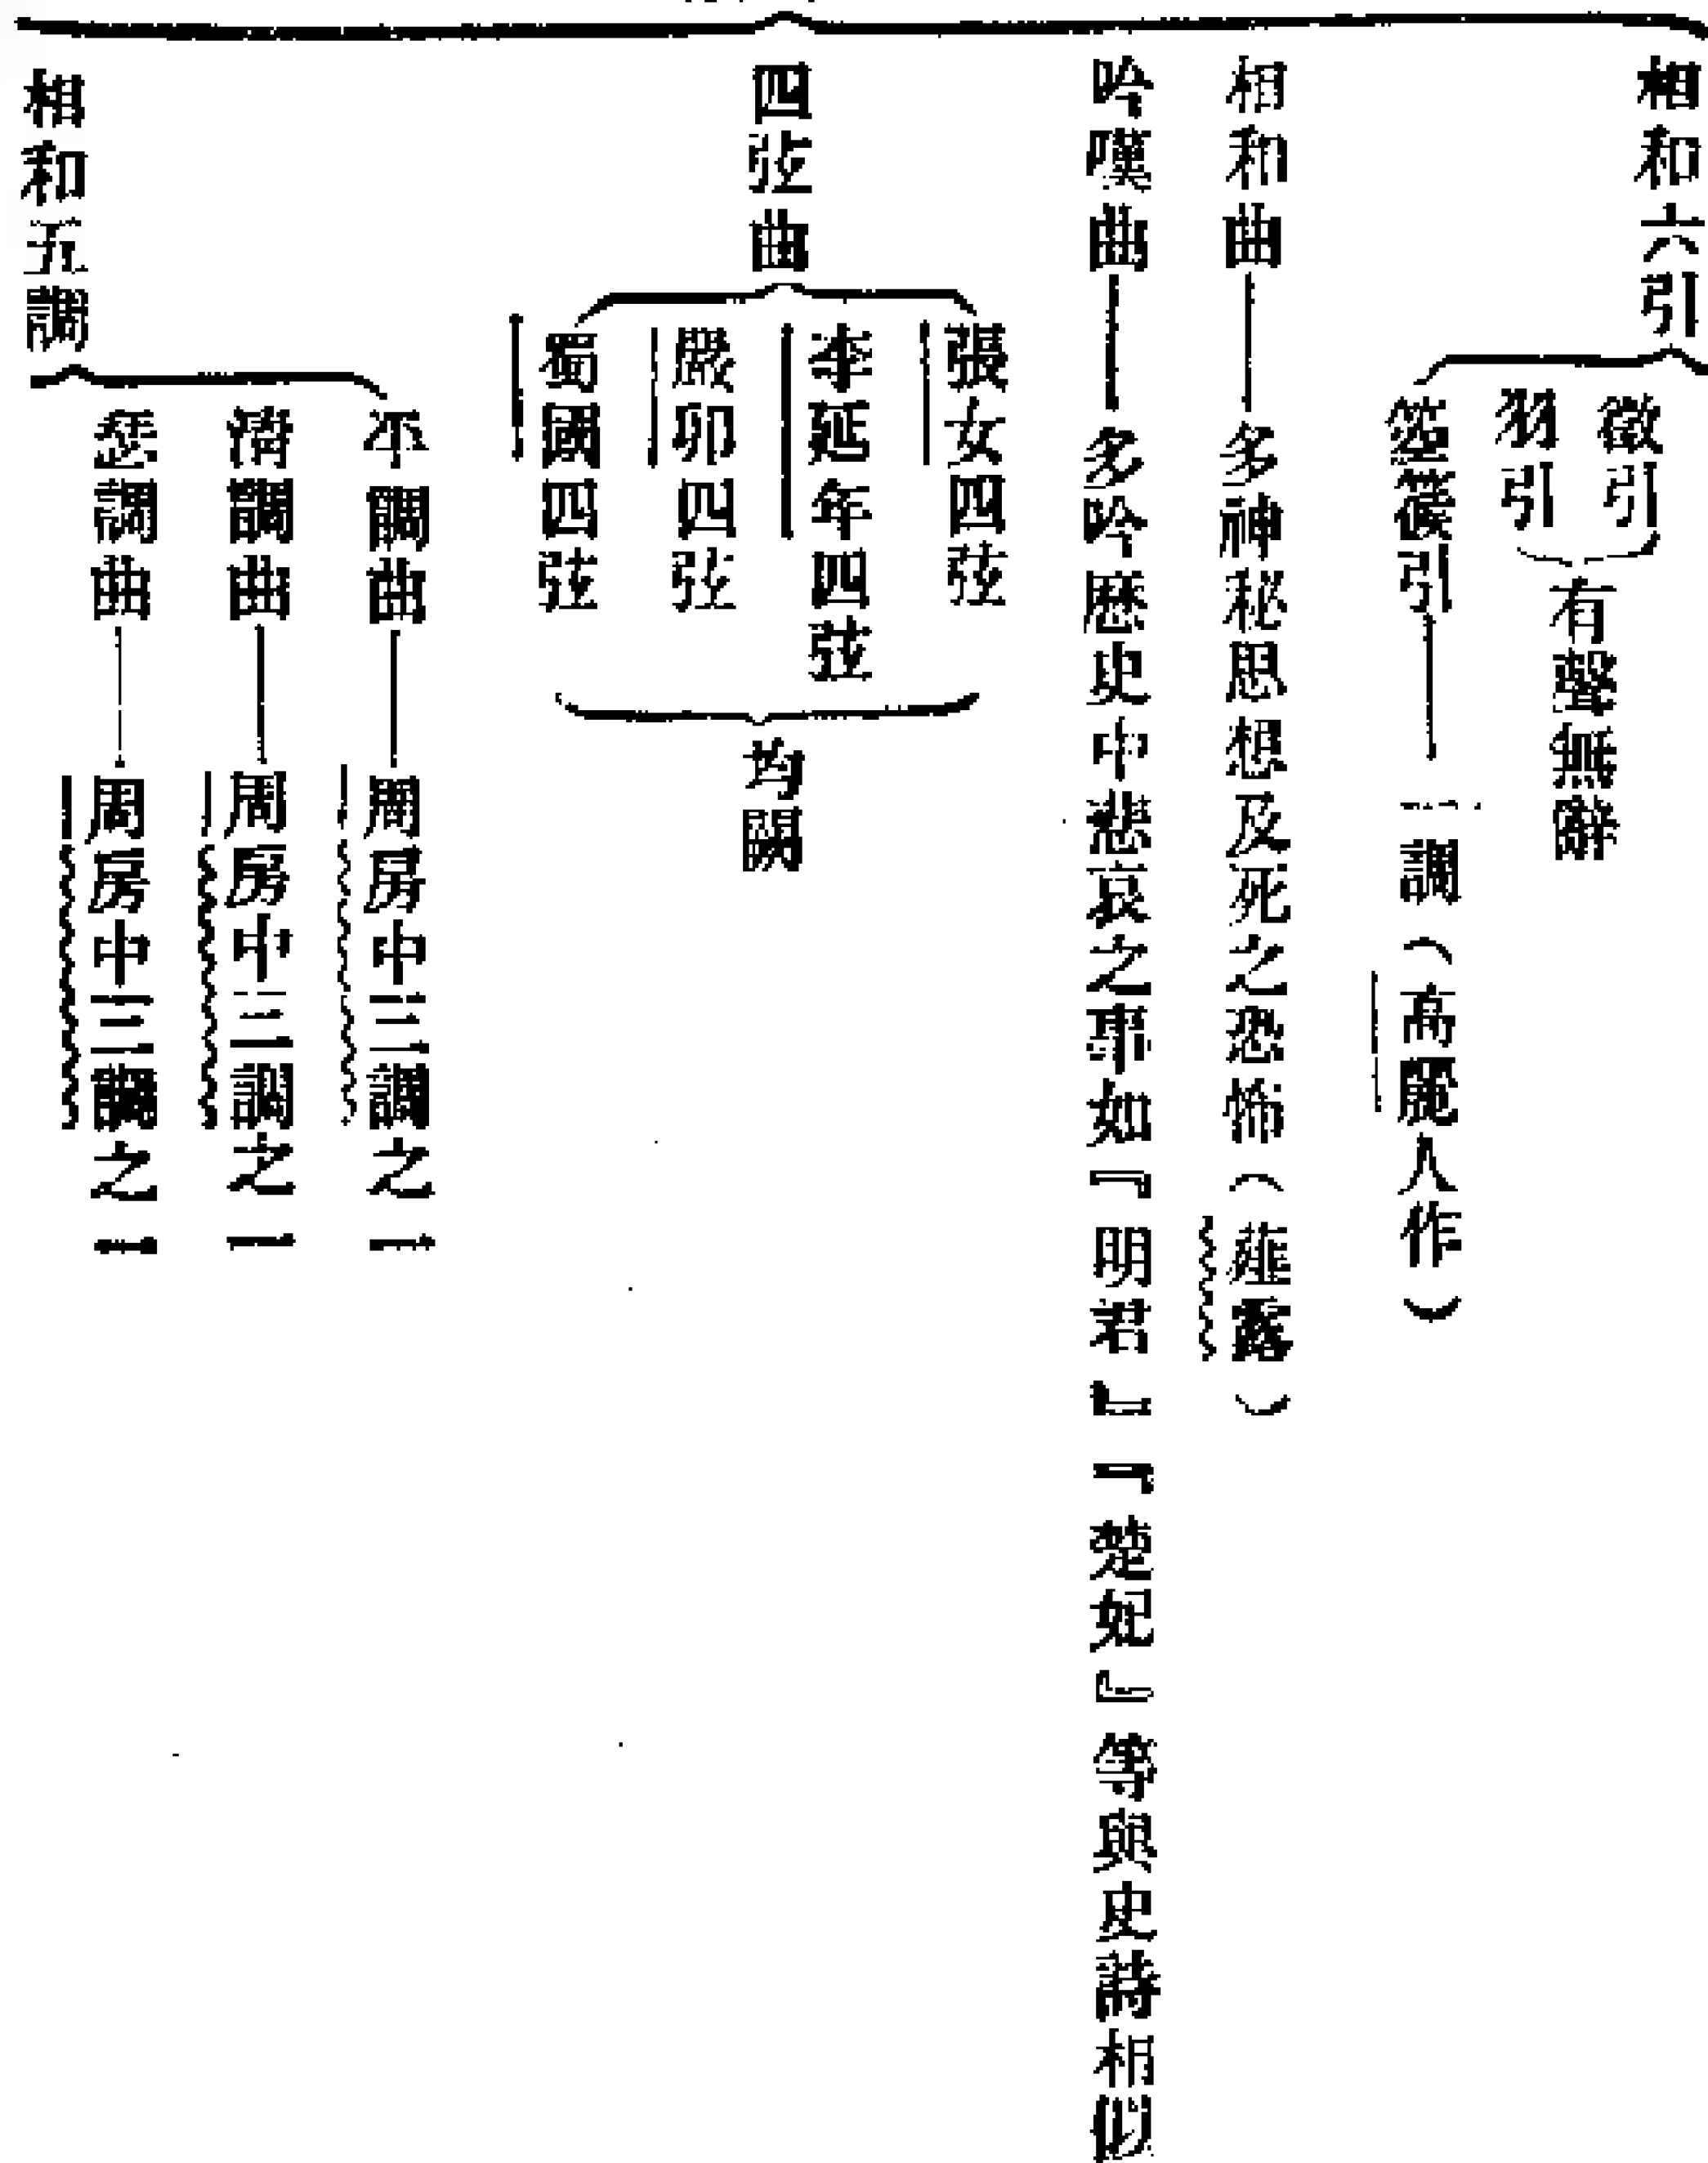 相和六引
徵引
羽引
有聲無辭
箜篌引——一調（高麗人作）
相和曲——多神秘思想及死之恐怖（薤露）
吟嘆曲——多吟歷史中悲哀之事如『明君』『楚妃』等與史詩相似
四弦曲
張女四弦
李延年四弦
嚴卯四弦
蜀國四弦
均闕
相和五調
平調曲——周房中三調之一
清調曲——周房中三調之一
瑟調曲——周房中三調之一